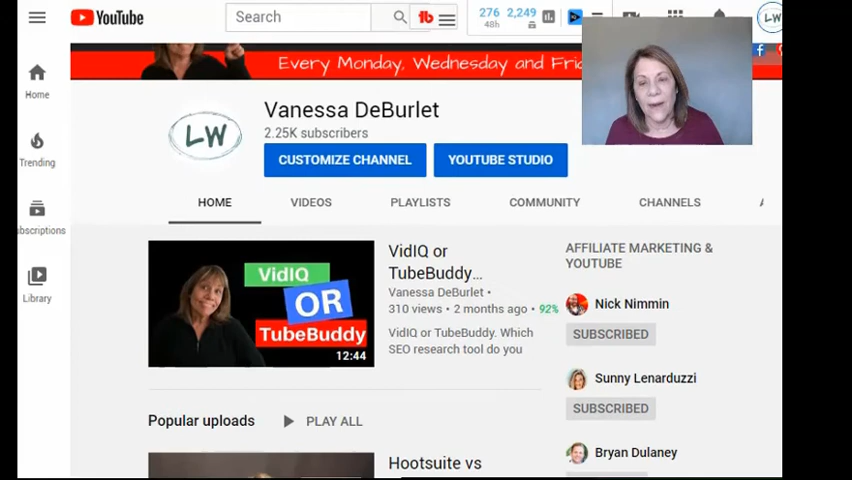 YouTube
Search
tb
276
48h
2,249
LW
Every Monday, Wednesday and
f
Home
Trending
Library
LW
Vanessa DeBurlet
2.25K subscribers
CUSTOMIZE CHANNEL
YOUTUBE STUDIO
HOME
VIDEOS
PLAYLISTS
COMMUNITY
CHANNELS
VidIQ
OR
TubeBuddy
12:44
VidIQ or
TubeBuddy...
Vanessa DeBurlet •
310 views • 2 months ago • 92%
VidIQ or TubeBuddy. Which
SEO research tool do you
AFFILIATE MARKETING &
YOUTUBE
Nick Nimmin
SUBSCRIBED
Sunny Lenarduzzi
SUBSCRIBED
Bryan Dulaney
Popular uploads
PLAY ALL
Hootsuite vs